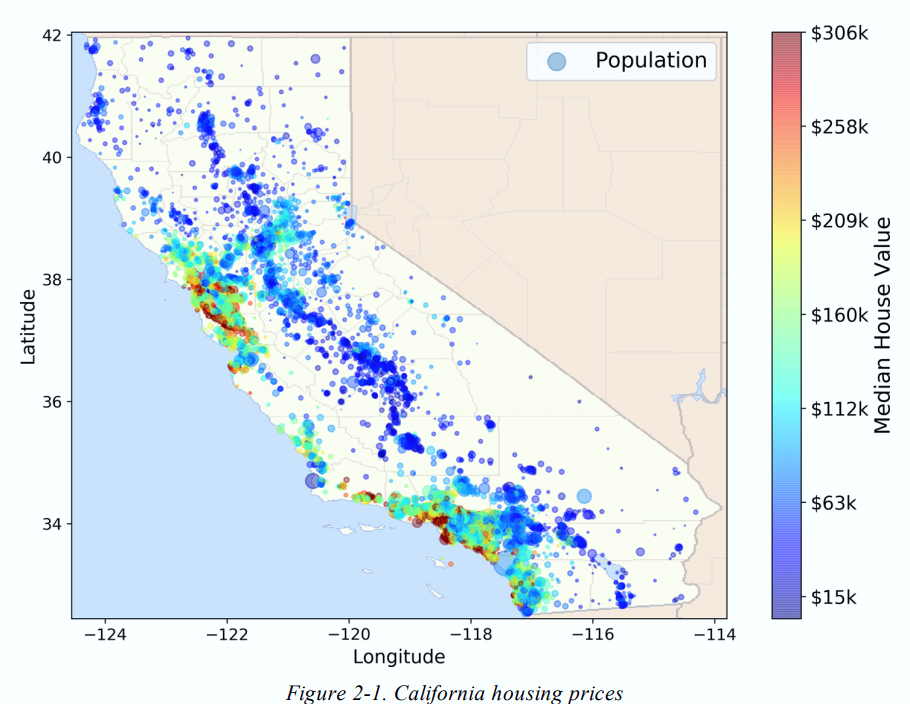 42
40
38
36
34
Latitude
−124
−122
−120
−118
−116
−114
Longitude
Population
$306k
$258k
$209k
$160k
$112k
$63k
$15k
Median House Value
Figure 2-1. California housing prices